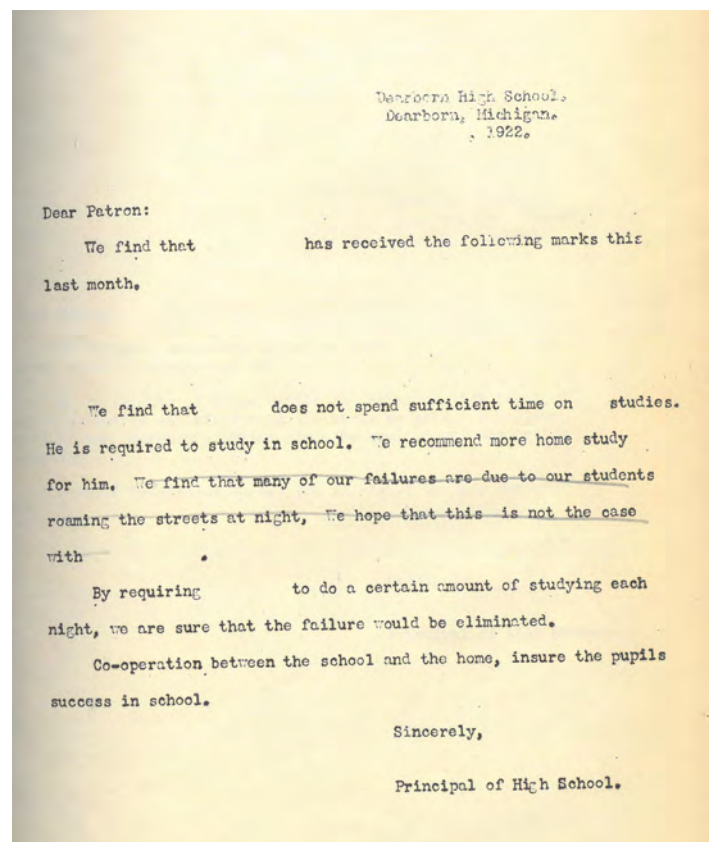 Dearborn High School.
Dearborn, Michigan.
, 1922.
Dear Patron:
We find that has received the following marks this
last month.
We find that does not spend sufficient time on studies.
He is required to study in school. We recommend more home study
for him. We find that many of our failures are due to our students
roaming the streets at night, We hope that this is not the case
with .
By requiring to do a certain amount of studying each
night, we are sure that the failure would be eliminated.
Co-operation between the school and the home, insure the pupils
success in school.
Sincerely,
Principal of High School.